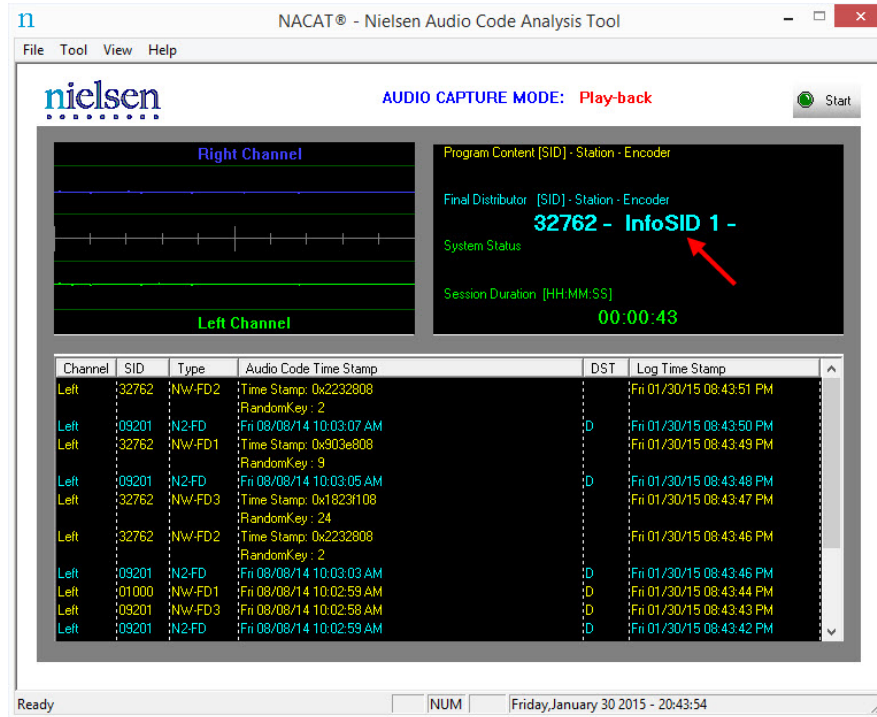 n NACAT® - Nielsen Audio Code Analysis Tool
File Tool View Help
nielsen
AUDIO CAPTURE MODE: Play-back
Start
Right Channel
Left Channel
Program Content [SID] - Station - Encoder
Final Distributor [SID] - Station - Encoder
32762 - InfoSID 1 -
System Status
Session Duration [HH:MM:SS]
00:00:43
Channel SID Type Audio Code Time Stamp DST Log Time Stamp
Left 32762 NW-FD2 Time Stamp: 0x2232808 Fri 01/30/15 08:43:51 PM
RandomKey : 2
Left 09201 N2-FD Fri 08/08/14 10:03:07 AM D Fri 01/30/15 08:43:50 PM
Left 32762 NW-FD1 Time Stamp: 0x903e808 Fri 01/30/15 08:43:49 PM
RandomKey : 9
Left 09201 N2-FD Fri 08/08/14 10:03:05 AM D Fri 01/30/15 08:43:48 PM
Left 32762 NW-FD3 Time Stamp: 0x1823f108 Fri 01/30/15 08:43:47 PM
RandomKey : 24
Left 32762 NW-FD2 Time Stamp: 0x2232808 Fri 01/30/15 08:43:46 PM
RandomKey : 2
Left 09201 N2-FD Fri 08/08/14 10:03:03 AM D Fri 01/30/15 08:43:46 PM
Left 01000 NW-FD1 Fri 08/08/14 10:02:59 AM D Fri 01/30/15 08:43:44 PM
Left 09201 NW-FD3 Fri 08/08/14 10:02:58 AM D Fri 01/30/15 08:43:43 PM
Left 09201 N2-FD Fri 08/08/14 10:02:59 AM D Fri 01/30/15 08:43:42 PM
Ready NUM Friday,January 30 2015 - 20:43:54